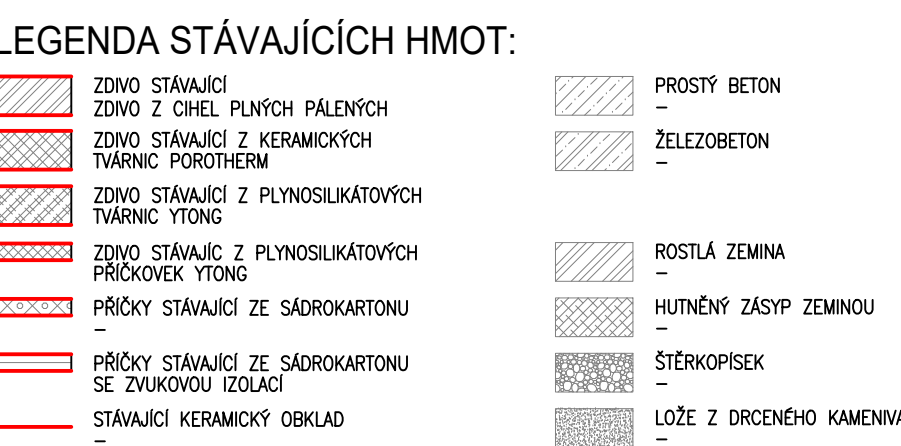 LEGENDA STÁVAJÍCÍCH HMOT:
ZDIVO STÁVAJÍCÍ
ZDIVO Z CIHEL PLNÝCH PÁLENÝCH
ZDIVO STÁVAJÍCÍ Z KERAMICKÝCH
TVÁRNIC POROTHERM
ZDIVO STÁVAJÍCÍ Z PLYNOSILIKÁTOVÝCH
TVÁRNIC YTONG
ZDIVO STÁVAJÍC Z PLYNOSILIKÁTOVÝCH
PŘÍČKOVEK YTONG
PŘÍČKY STÁVAJÍCÍ ZE SÁDROKARTONU
–
PŘÍČKY STÁVAJÍCÍ ZE SÁDROKARTONU
SE ZVUKOVOU IZOLACÍ
STÁVAJÍCÍ KERAMICKÝ OBKLAD
–
PROSTÝ BETON
–
ŽELEZOBETON
–
ROSTLÁ ZEMINA
–
HUTNĚNÝ ZÁSYP ZEMINOU
–
ŠTĚRKOPÍSEK
–
LOŽE Z DRCENÉHO KAMENIVA
–